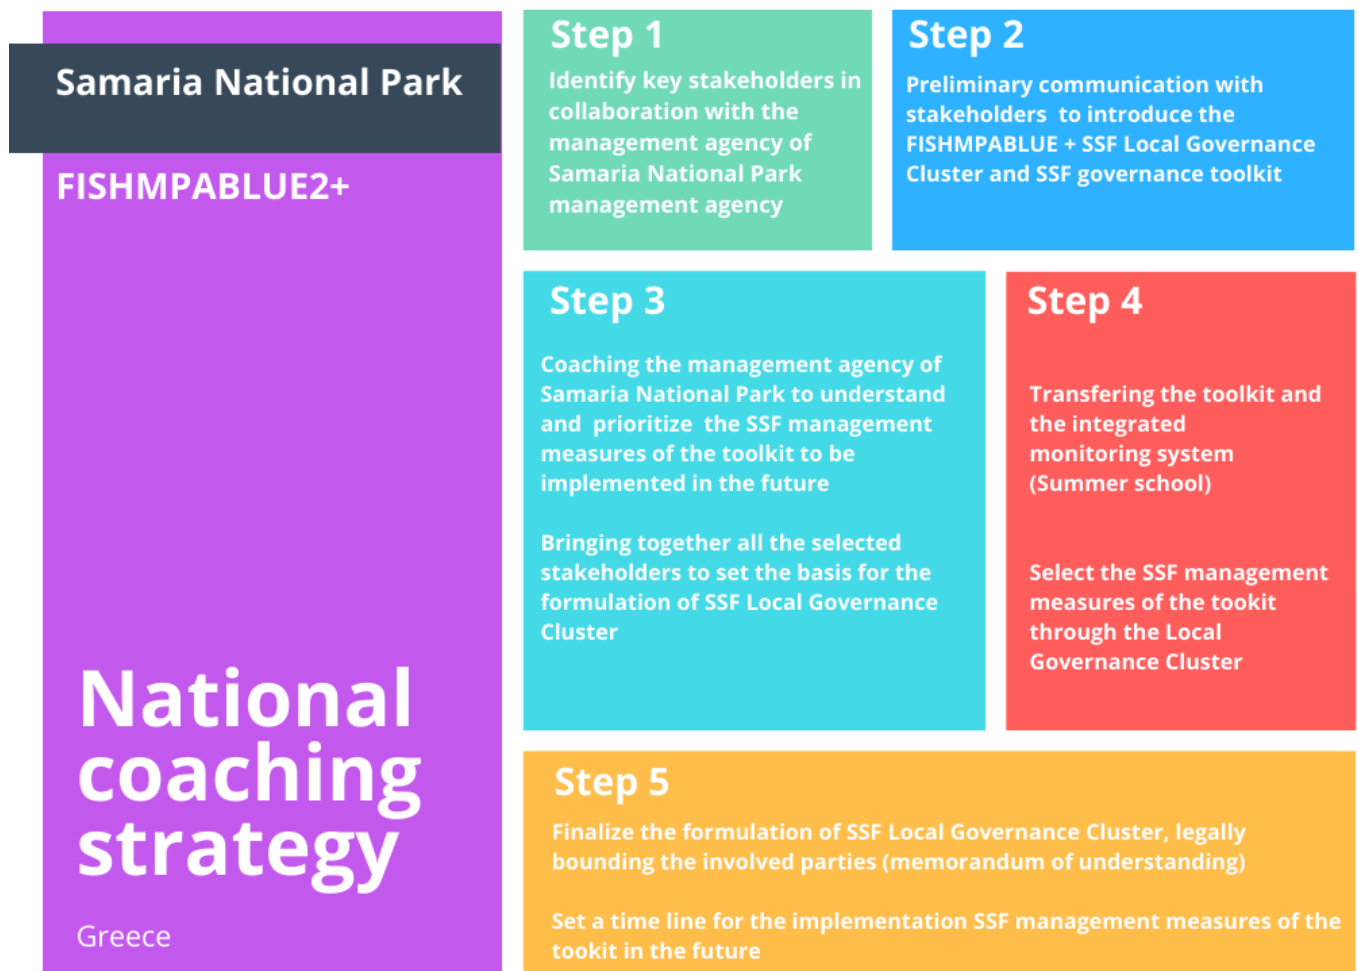 Samaria National Park
FISHMPABLUE2+
National
coaching
strategy
Greece
Step 1
Identify key stakeholders in
collaboration with the
management agency of
Samaria National Park
management agency
Step 2
Preliminary communication with
stakeholders  to introduce the
FISHMPABLUE + SSF Local Governance
Cluster and SSF governance toolkit
Step 3
Coaching the management agency of
Samaria National Park to understand
and  prioritize  the SSF management
measures of the toolkit to be
implemented in the future
Bringing together all the selected
stakeholders to set the basis for the
formulation of SSF Local Governance
Cluster
Step 4
Transfering the toolkit and
the integrated
monitoring system
(Summer school)
Select the SSF management
measures of the tookit
through the Local
Governance Cluster
Step 5
Finalize the formulation of SSF Local Governance Cluster, legally
bounding the involved parties (memorandum of understanding)
Set a time line for the implementation SSF management measures of the
tookit in the future